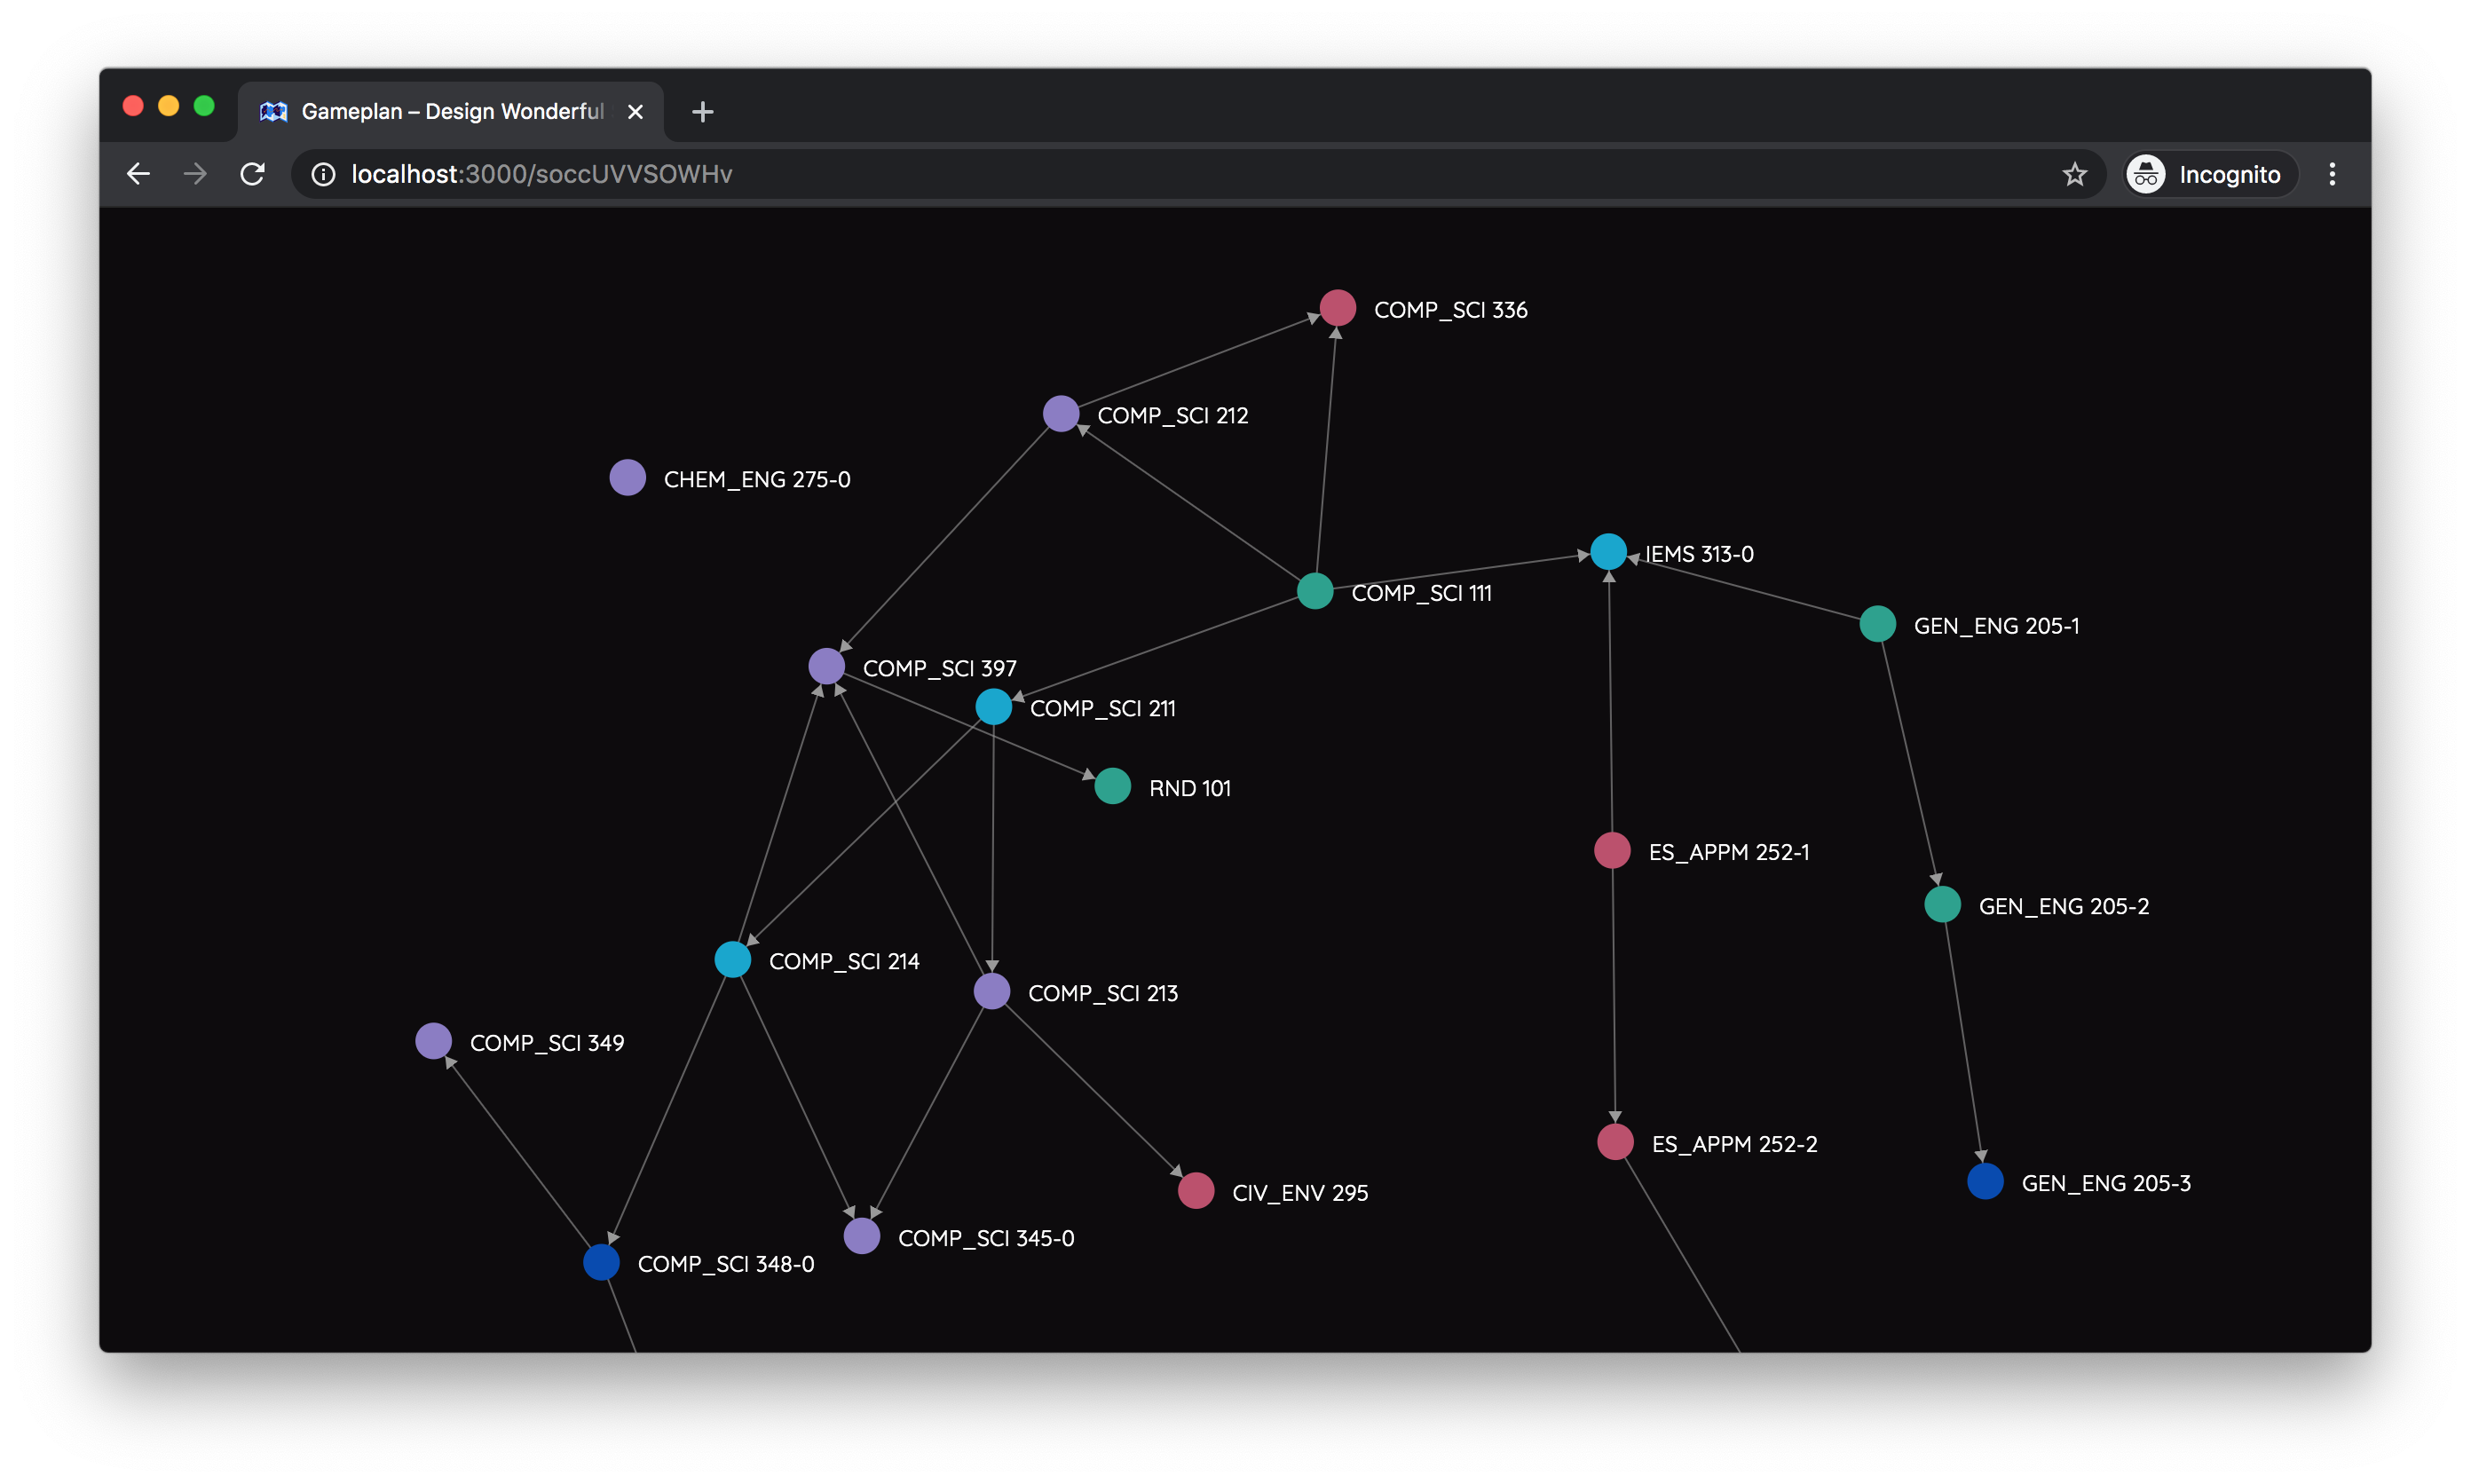 Gameplan – Design Wonderful
localhost:3000/soccUVVSOWHv
Incognito
COMP_SCI 336
COMP_SCI 212
CHEM_ENG 275-0
IEMS 313-0
COMP_SCI 111
GEN_ENG 205-1
COMP_SCI 397
COMP_SCI 211
RND 101
ES_APPM 252-1
GEN_ENG 205-2
COMP_SCI 214
COMP_SCI 213
COMP_SCI 349
ES_APPM 252-2
GEN_ENG 205-3
CIV_ENV 295
COMP_SCI 345-0
COMP_SCI 348-0